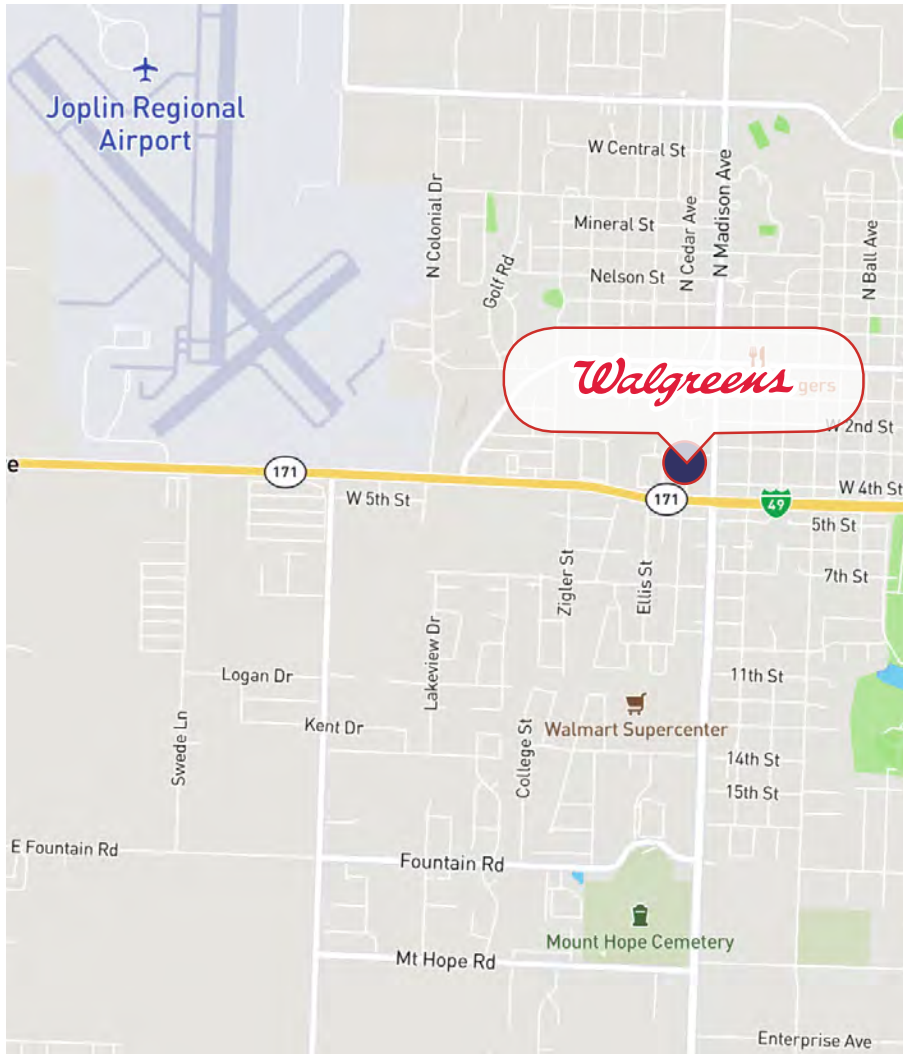 Joplin Regional
Airport
W Central St
N Colonial Dr
Mineral St
N Cedar Ave
N Madison Ave
Golf Rd
Nelson St
N Ball Ave
Walgreens
gers
W 2nd St
e
171
W 5th St
171
49
W 4th St
5th St
Zigler St
Ellis St
7th St
Lakeview Dr
Logan Dr
11th St
Swede Ln
Kent Dr
College St
Walmart Supercenter
14th St
15th St
E Fountain Rd
Fountain Rd
Mount Hope Cemetery
Mt Hope Rd
Enterprise Ave